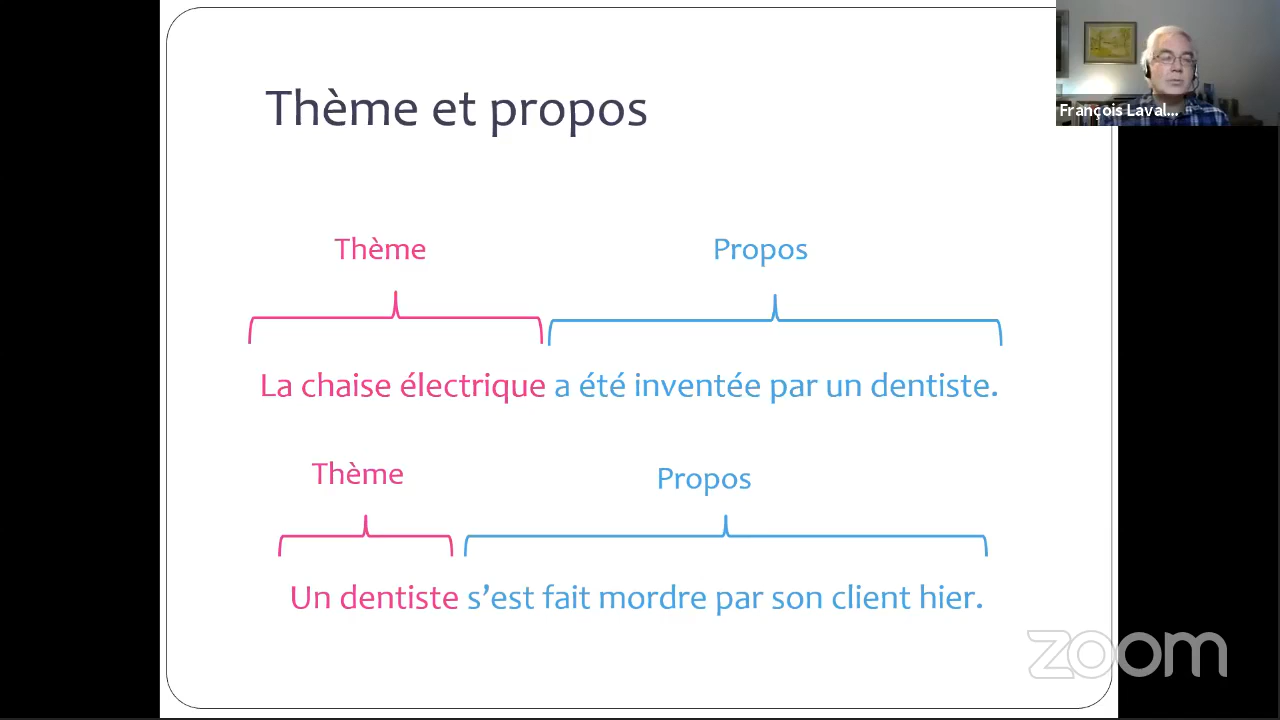 Thème et propos
François Laval...
Thème Propos
La chaise électrique a été inventée par un dentiste.
Thème Propos
Un dentiste s’est fait mordre par son client hier.
zoom